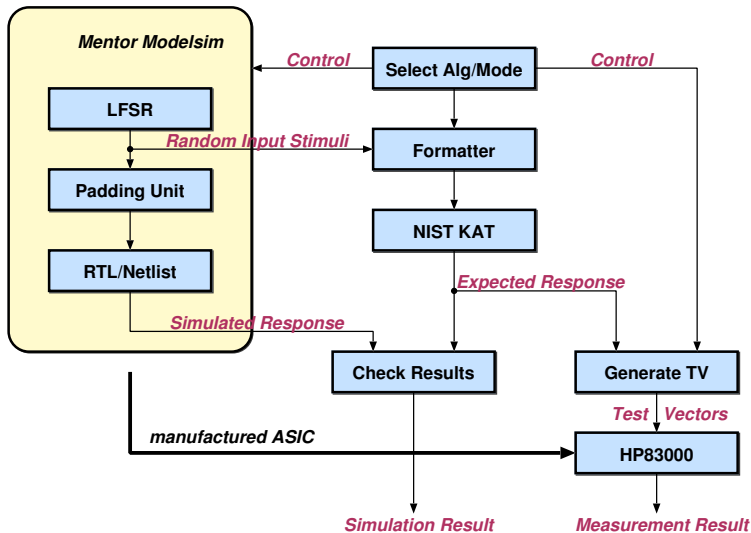 Mentor Modelsim
Control
Select Alg/Mode
Control
LFSR
Random Input Stimuli
Formatter
Padding Unit
NIST KAT
RTL/Netlist
Expected Response
Simulated Response
Check Results
Generate TV
Test Vectors
manufactured ASIC
HP83000
Simulation Result
Measurement Result